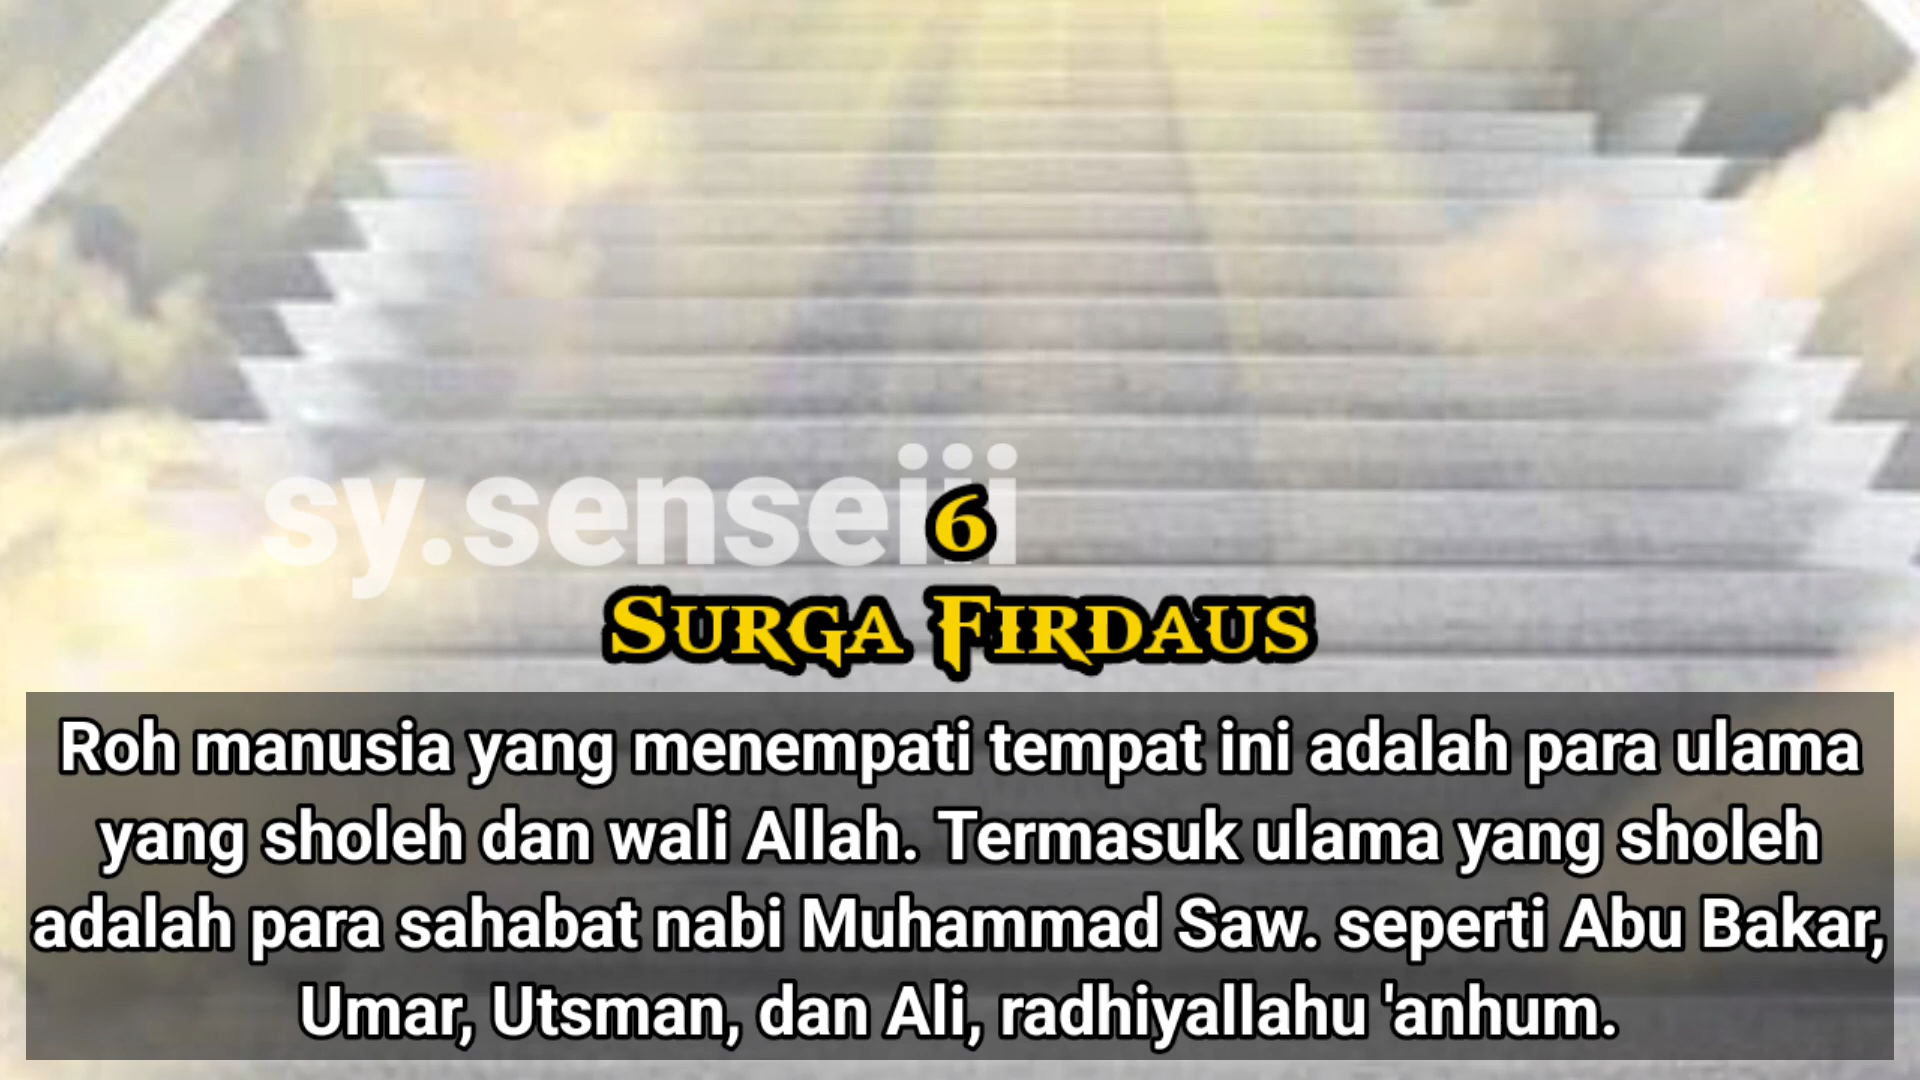 sy.senseiii
6
Surga Firdaus
Roh manusia yang menempati tempat ini adalah para ulama
yang sholeh dan wali Allah. Termasuk ulama yang sholeh
adalah para sahabat nabi Muhammad Saw. seperti Abu Bakar,
Umar, Utsman, dan Ali, radhiyallahu 'anhum.